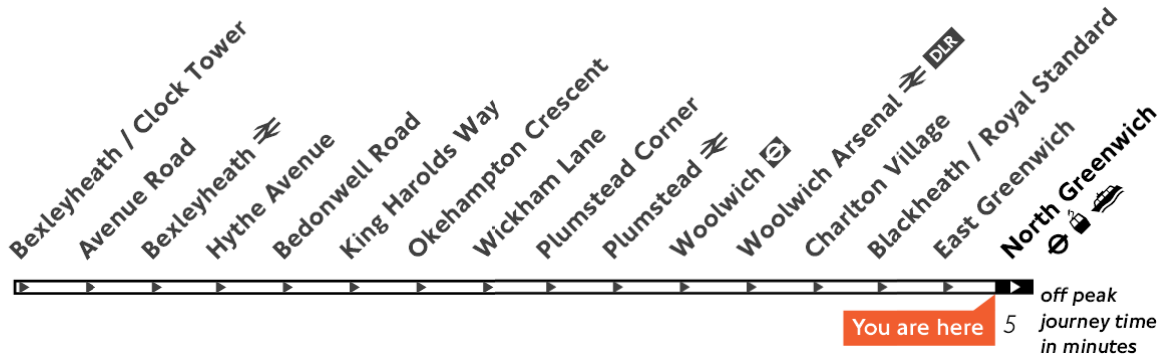 Bexleyheath / Clock Tower
Avenue Road
Bexleyheath
Hythe Avenue
Bedonwell Road
King Harolds Way
Okehampton Crescent
Wickham Lane
Plumstead Corner
Plumstead
Woolwich
Woolwich Arsenal DLR
Charlton Village
Blackheath / Royal Standard
East Greenwich
North Greenwich
You are here
5
off peak
journey time
in minutes